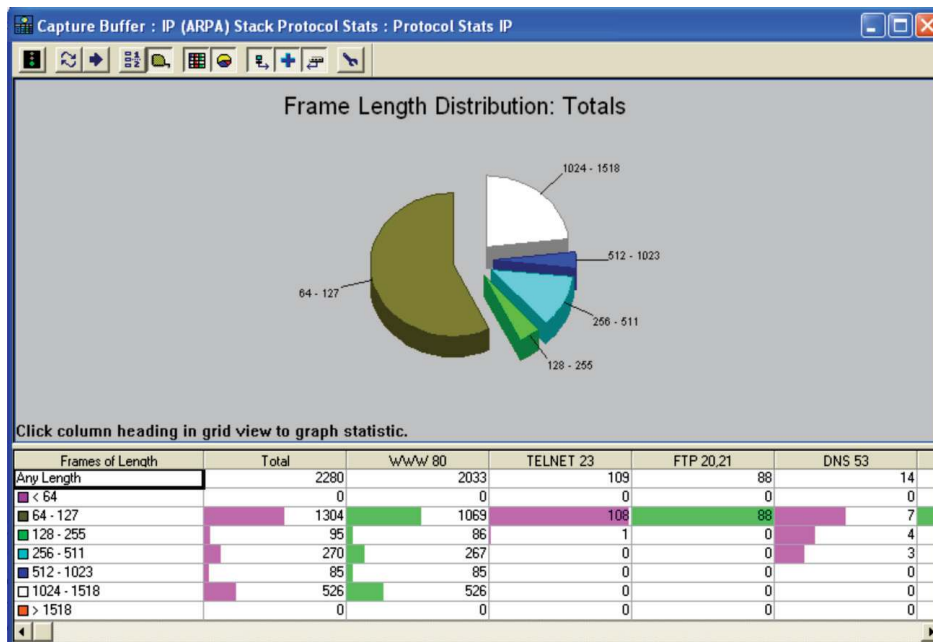 Capture Buffer : IP (ARPA) Stack Protocol Stats : Protocol Stats IP
Frame Length Distribution: Totals
1024 - 1518
512 - 1023
64 - 127
256 - 511
128 - 255
Click column heading in grid view to graph statistic.
Frames of Length Total WWW 80 TELNET 23 FTP 20,21 DNS 53
Any Length 2280 2033 109 88 14
< 64 0 0 0 0 0
64 - 127 1304 1069 108 88 7
128 - 255 95 86 1 0 4
256 - 511 270 267 0 0 3
512 - 1023 85 85 0 0 0
1024 - 1518 526 526 0 0 0
> 1518 0 0 0 0 0